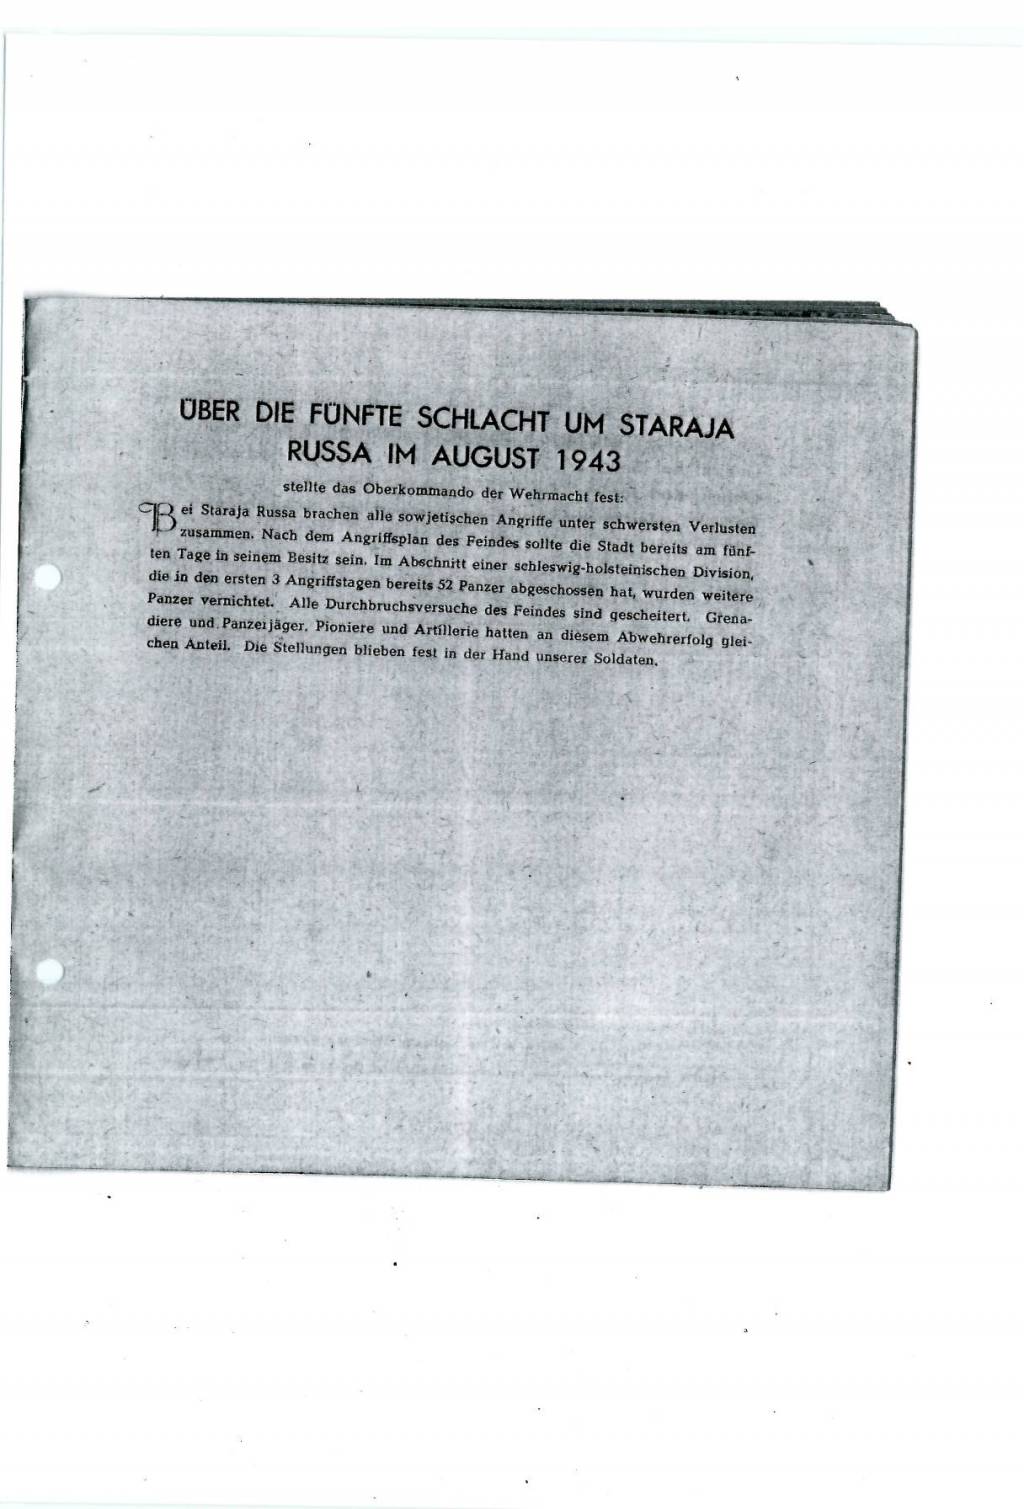 ÜBER DIE FÜNFTE SCHLACHT UM STARAJA
RUSSA IM AUGUST 1943
stellte das Oberkommando der Wehrmacht fest:
Bei Staraja Russa brachen alle sowjetischen Angriffe unter schwersten Verlusten
zusammen. Nach dem Angriffsplan des Feindes sollte die Stadt bereits am fünf-
ten Tage in seinem Besitz sein. Im Abschnitt einer schleswig-holsteinischen Division,
die in den ersten 3 Angriffstagen bereits 52 Panzer abgeschossen hat, wurden weitere
Panzer vernichtet. Alle Durchbruchsversuche des Feindes sind gescheitert. Grena-
diere und Panzerjäger, Pioniere und Artillerie hatten an diesem Abwehrerfolg glei-
chen Anteil. Die Stellungen blieben fest in der Hand unserer Soldaten.